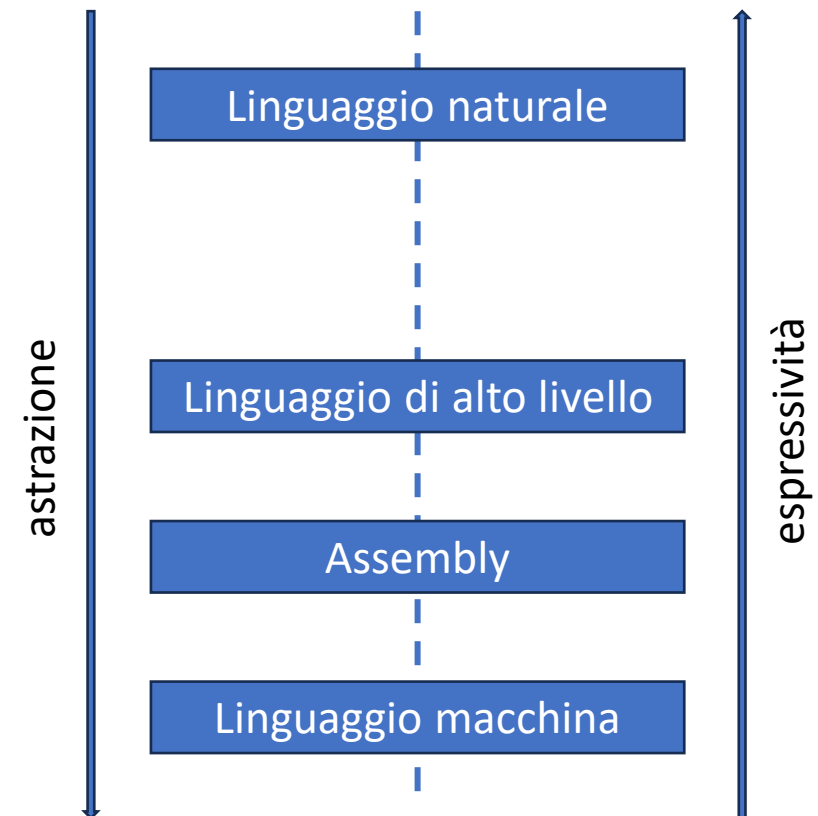 Linguaggio naturale
astrazione
Linguaggio di alto livello
espressività
Assembly
Linguaggio macchina